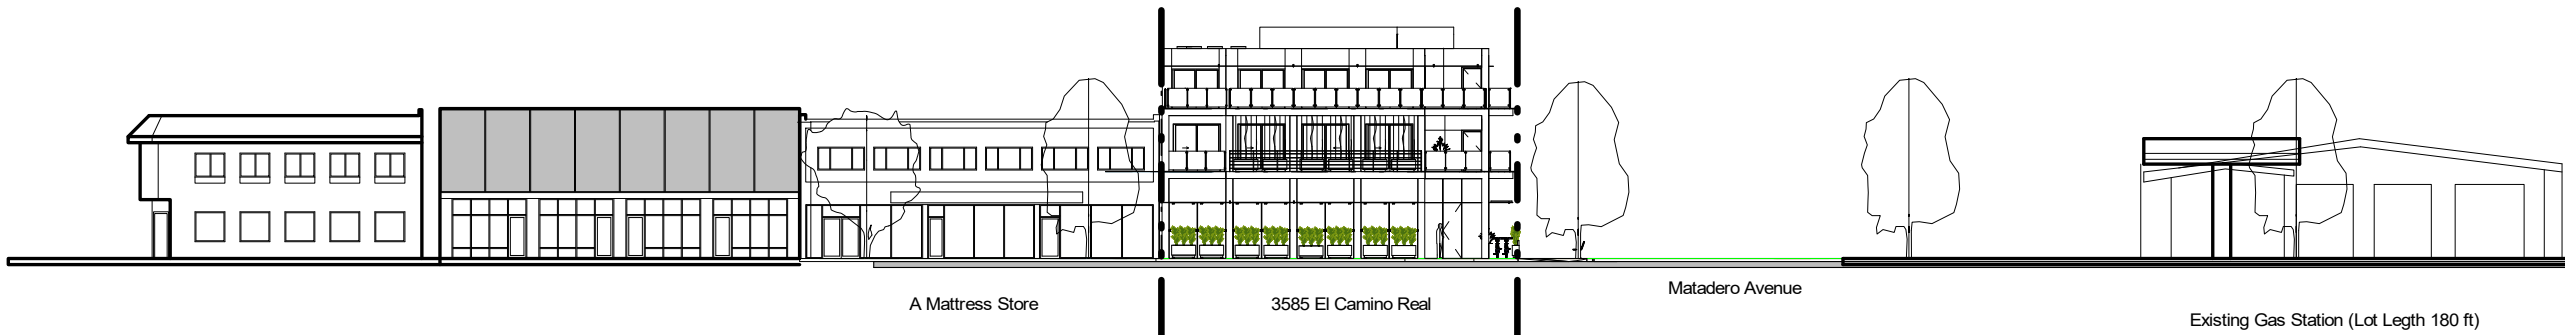 A Mattress Store
3585 El Camino Real
Matadero Avenue
Existing Gas Station (Lot Legth 180 ft)